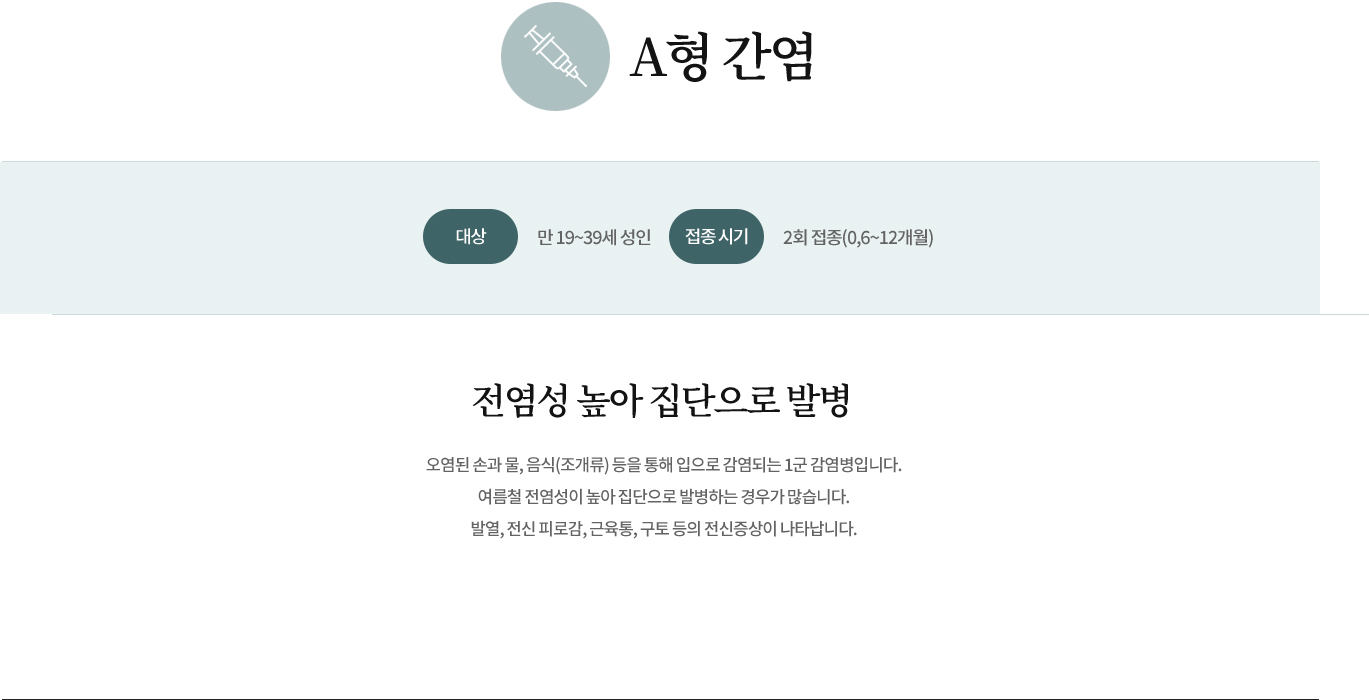 A형 간염
대상 만 19~39세 성인 접종 시기 2회 접종(0,6~12개월)
전염성 높아 집단으로 발병
오염된 손과 물, 음식(조개류) 등을 통해 입으로 감염되는 1군 감염병입니다.
여름철 전염성이 높아 집단으로 발병하는 경우가 많습니다.
발열, 전신 피로감, 근육통, 구토 등의 전신증상이 나타납니다.